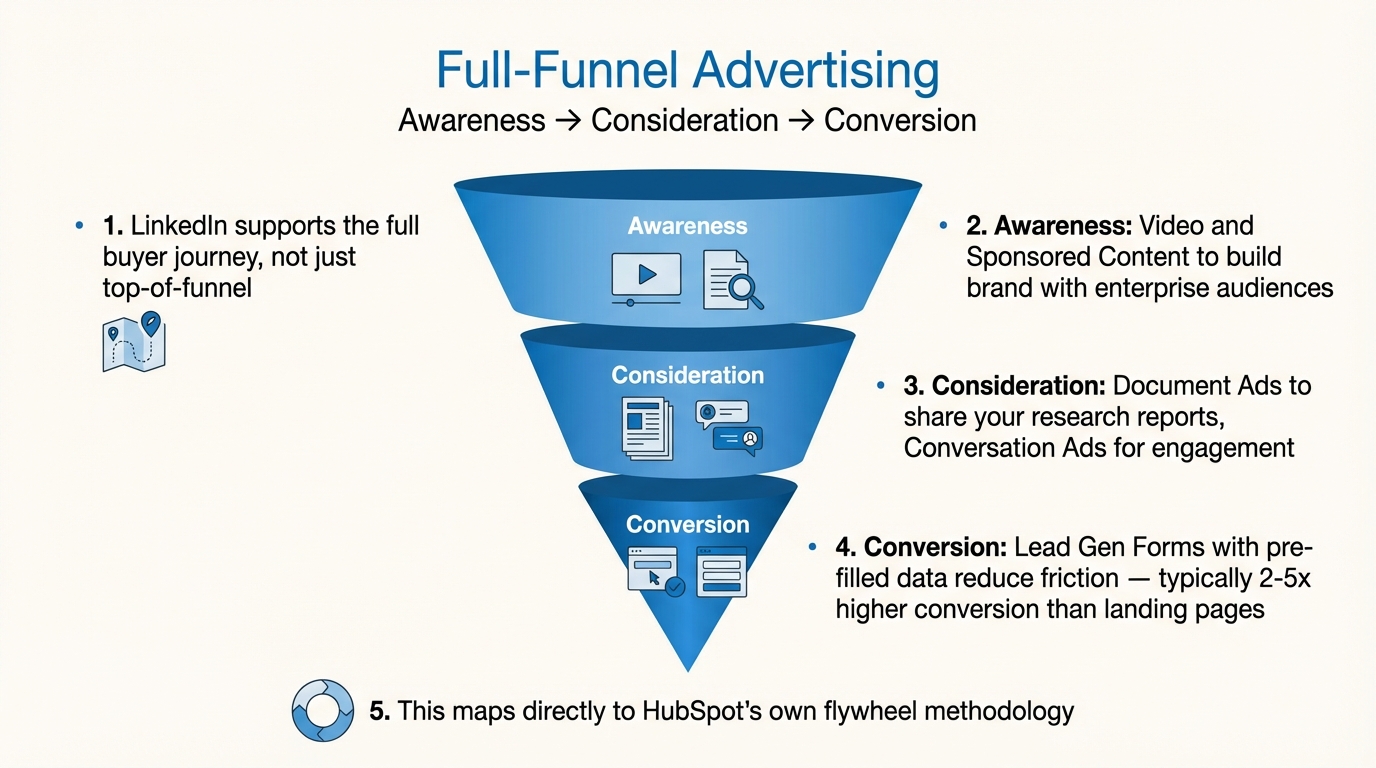 Full-Funnel Advertising
Awareness → Consideration → Conversion
• 1. LinkedIn supports the full
buyer journey, not just
top-of-funnel
Awareness
• 2. Awareness: Video and
Sponsored Content to build
brand with enterprise audiences
Consideration
• 3. Consideration: Document Ads to
share your research reports,
Conversation Ads for engagement
Conversion
• 4. Conversion: Lead Gen Forms with pre-
filled data reduce friction — typically 2-5x
higher conversion than landing pages
5. This maps directly to HubSpot's own flywheel methodology